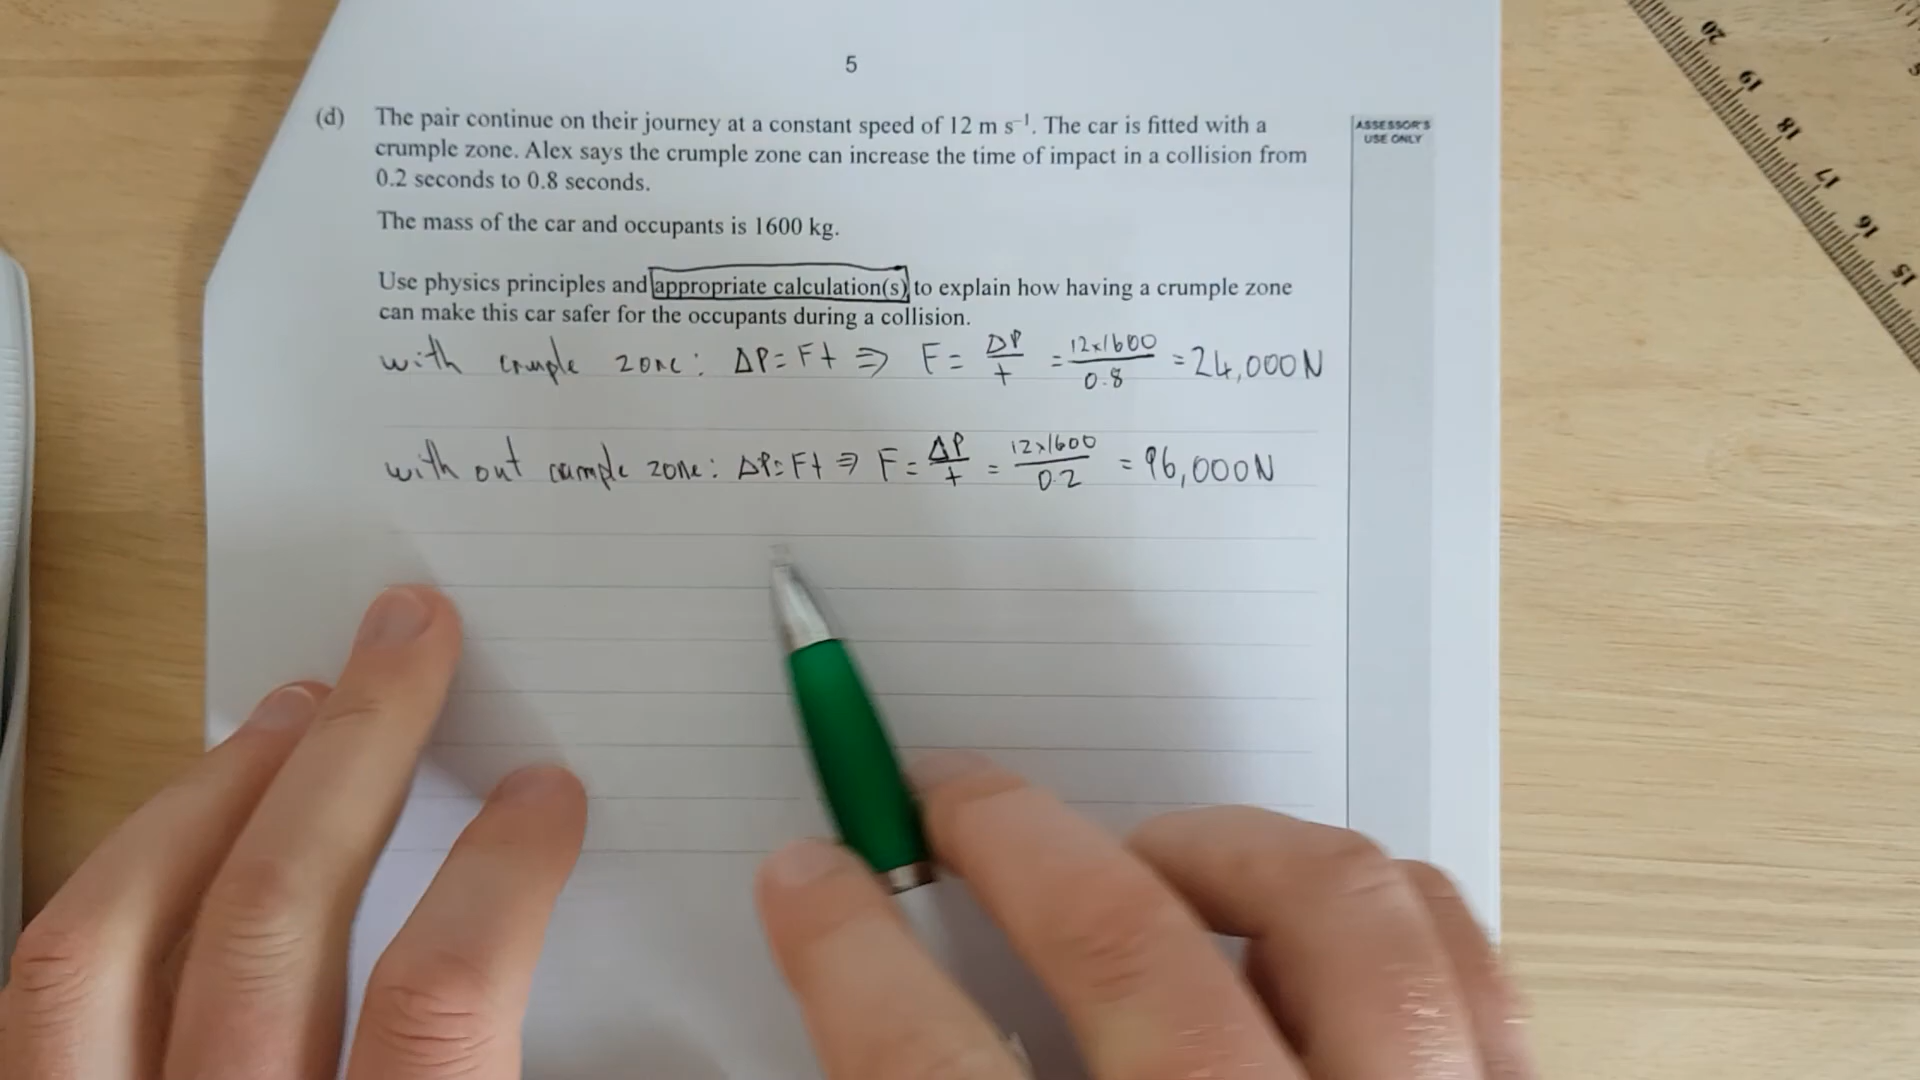 5
(d) The pair continue on their journey at a constant speed of 12 m s⁻¹. The car is fitted with a
crumple zone. Alex says the crumple zone can increase the time of impact in a collision from
0.2 seconds to 0.8 seconds.
The mass of the car and occupants is 1600 kg.
Use physics principles and appropriate calculation(s) to explain how having a crumple zone
can make this car safer for the occupants during a collision.
with crumple zone: ΔP = Ft ⇒ F = ΔP/t = 12×1600/0.8 = 24,000N
with out crumple zone: ΔP = Ft ⇒ F = ΔP/t = 12×1600/0.2 = 96,000N
ASSESSOR'S
USE ONLY
20
19
18
17
16
15